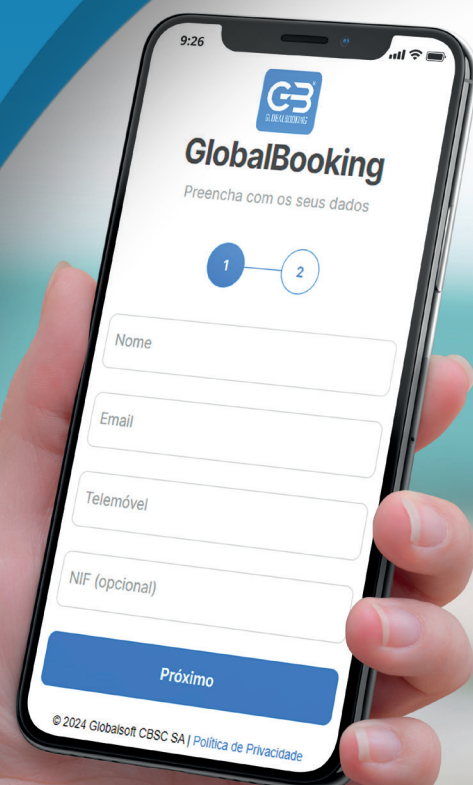 9:26
GB
GLOBALBOOKING
GlobalBooking
Preencha com os seus dados
1
2
Nome
Email
Telemóvel
NIF (opcional)
Próximo
© 2024 Globalsoft CBSC SA | Política de Privacidade